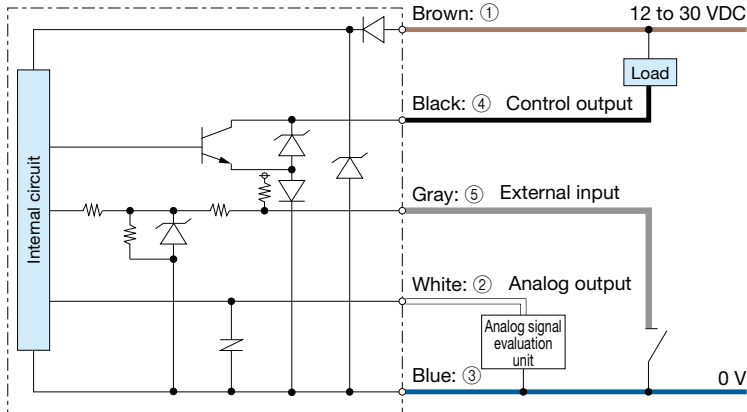 Brown: ① 12 to 30 VDC
Load
Black: ④ Control output
Internal circuit
Gray: ⑤ External input
White: ② Analog output
Analog signal
evaluation
unit
Blue: ③ 0 V